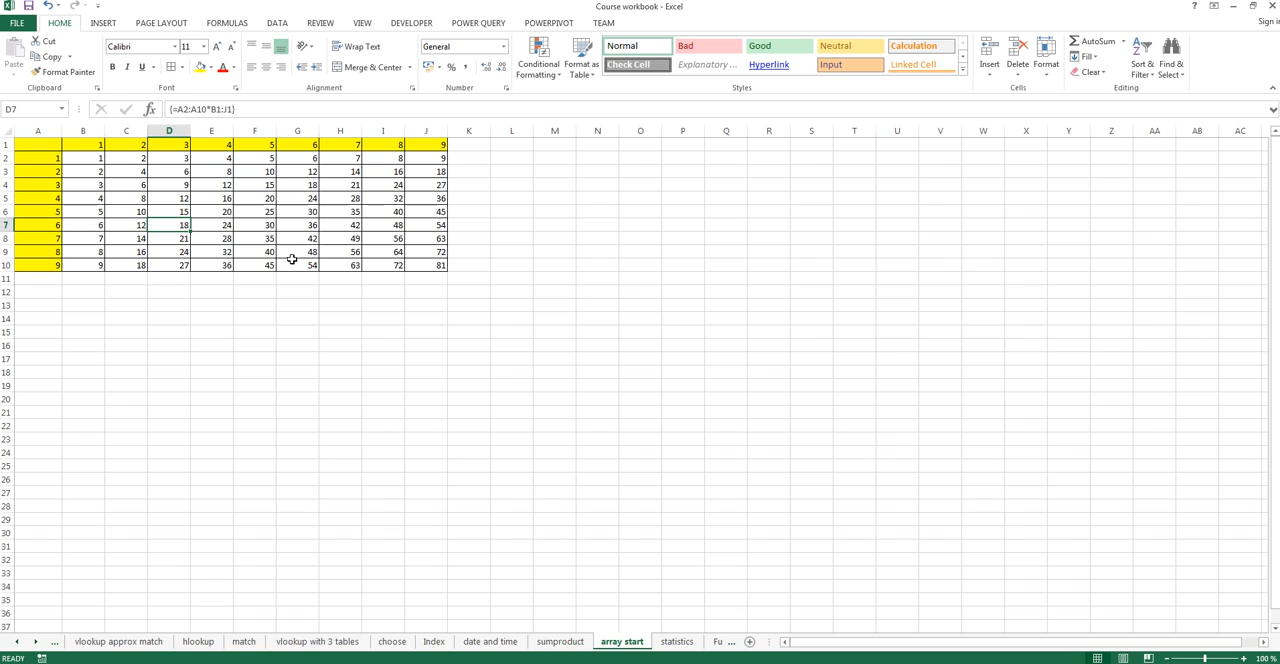 Course workbook - Excel
? Sign in
FILE HOME INSERT PAGE LAYOUT FORMULAS DATA REVIEW VIEW DEVELOPER POWER QUERY POWERPIVOT TEAM
Cut Calibri 11 A A Wrap Text General Normal Bad Good Neutral Calculation AutoSum
Paste Copy Format Painter B I U A Merge & Center % , Conditional Formatting Format as Table Check Cell Explanatory ... Hyperlink Input Linked Cell Insert Delete Format Fill Clear Sort & Filter Find & Select
Clipboard Font Alignment Number Styles Cells Editing
D7 fx {=A2:A10*B1:J1}
A B C D E F G H I J K L M N O P Q R S T U V W X Y Z AA AB AC
1 1 2 3 4 5 6 7 8 9
2 1 1 2 3 4 5 6 7 8 9
3 2 2 4 6 8 10 12 14 16 18
4 3 3 6 9 12 15 18 21 24 27
5 4 4 8 12 16 20 24 28 32 36
6 5 5 10 15 20 25 30 35 40 45
7 6 6 12 18 24 30 36 42 48 54
8 7 7 14 21 28 35 42 49 56 63
9 8 8 16 24 32 40 48 56 64 72
10 9 9 18 27 36 45 54 63 72 81
11
12
13
14
15
16
17
18
19
20
21
22
23
24
25
26
27
28
29
30
31
32
33
34
35
36
37
... vlookup approx match hlookup match vlookup with 3 tables choose Index date and time sumproduct array start statistics Fu ...
READY 100 %